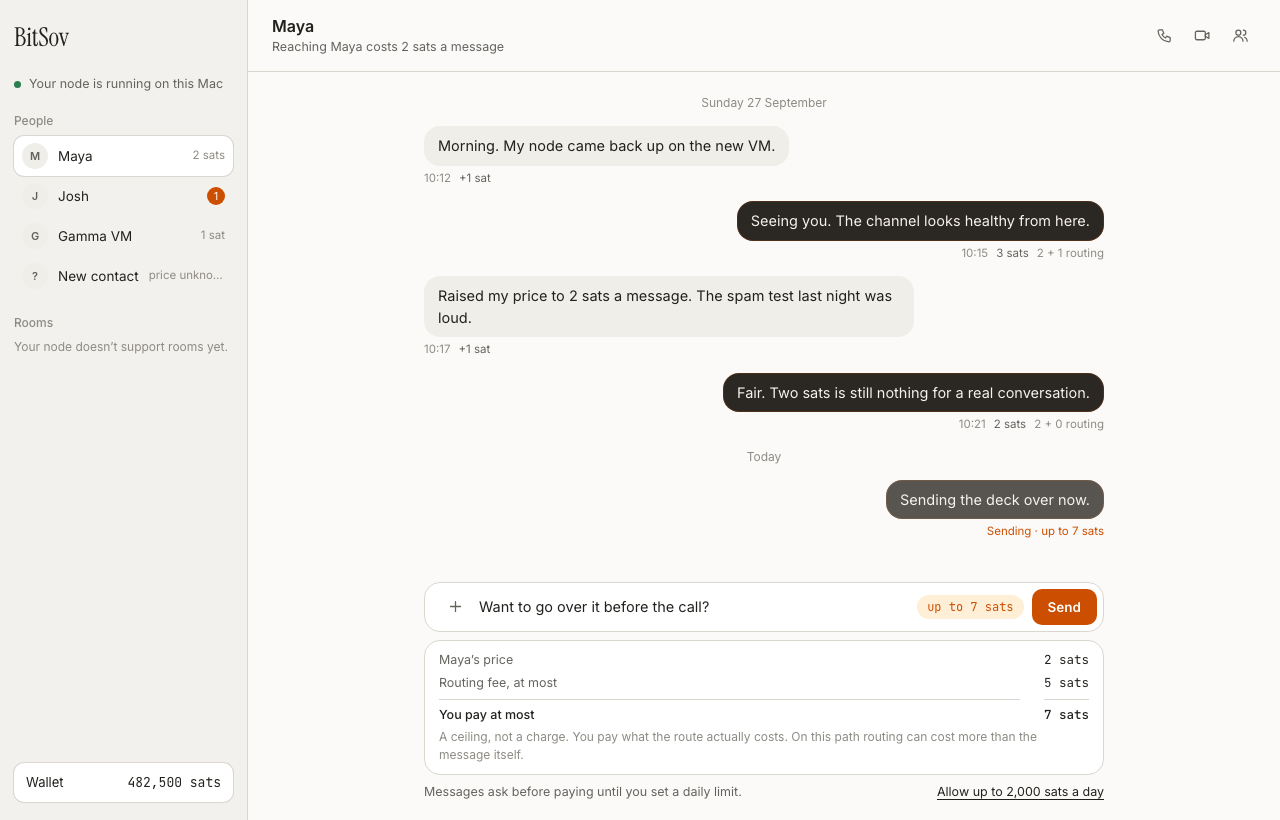 BitSov
Your node is running on this Mac
People
M Maya 2 sats
J Josh 1
G Gamma VM 1 sat
? New contact price unkno...
Rooms
Your node doesn't support rooms yet.
Wallet 482,500 sats
Maya
Reaching Maya costs 2 sats a message
Sunday 27 September
Morning. My node came back up on the new VM.
10:12 +1 sat
Seeing you. The channel looks healthy from here.
10:15 3 sats 2 + 1 routing
Raised my price to 2 sats a message. The spam test last night was
loud.
10:17 +1 sat
Fair. Two sats is still nothing for a real conversation.
10:21 2 sats 2 + 0 routing
Today
Sending the deck over now.
Sending · up to 7 sats
Want to go over it before the call? up to 7 sats Send
Maya's price 2 sats
Routing fee, at most 5 sats
You pay at most 7 sats
A ceiling, not a charge. You pay what the route actually costs. On this path routing can cost more than the
message itself.
Messages ask before paying until you set a daily limit. Allow up to 2,000 sats a day